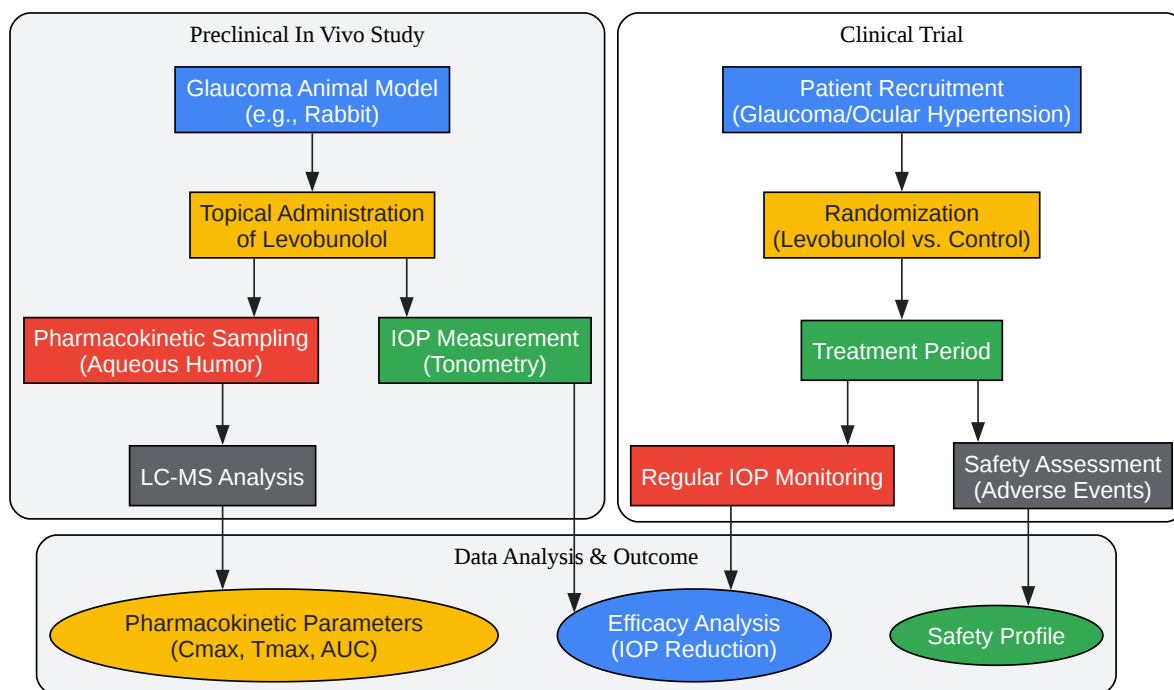 Preclinical In Vivo Study
Glaucoma Animal Model
(e.g., Rabbit)
Topical Administration
of Levobunolol
Pharmacokinetic Sampling
(Aqueous Humor)
IOP Measurement
(Tonometry)
LC-MS Analysis
Clinical Trial
Patient Recruitment
(Glaucoma/Ocular Hypertension)
Randomization
(Levobunolol vs. Control)
Treatment Period
Regular IOP Monitoring
Safety Assessment
(Adverse Events)
Data Analysis & Outcome
Pharmacokinetic Parameters
(Cmax, Tmax, AUC)
Efficacy Analysis
(IOP Reduction)
Safety Profile